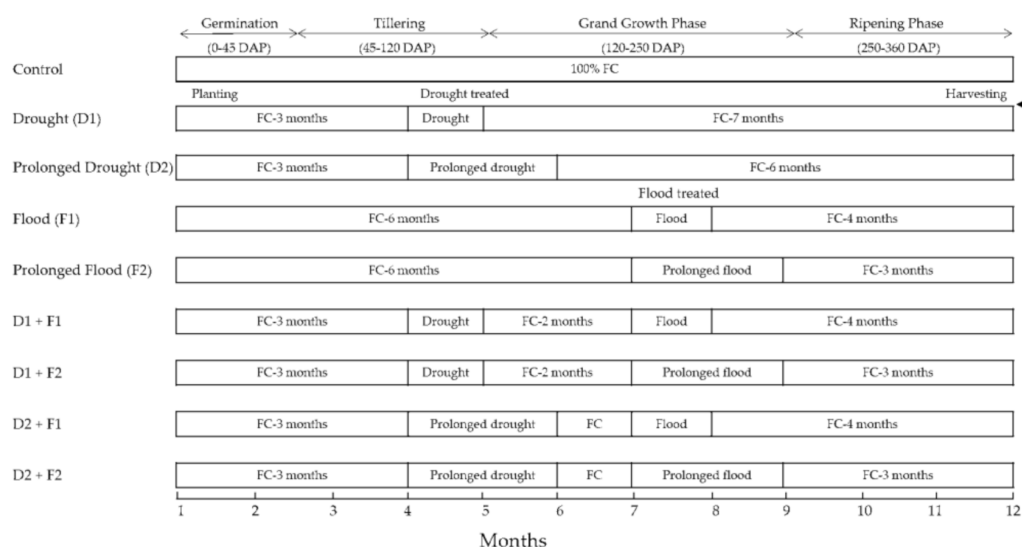 Germination Tillering Grand Growth Phase Ripening Phase
(0-45 DAP) (45-120 DAP) (120-250 DAP) (250-360 DAP)
Control 100% FC
Planting Drought treated Harvesting
Drought (D1) FC-3 months Drought FC-7 months
Prolonged Drought (D2) FC-3 months Prolonged drought FC-6 months
Flood treated
Flood (F1) FC-6 months Flood FC-4 months
Prolonged Flood (F2) FC-6 months Prolonged flood FC-3 months
D1 + F1 FC-3 months Drought FC-2 months Flood FC-4 months
D1 + F2 FC-3 months Drought FC-2 months Prolonged flood FC-3 months
D2 + F1 FC-3 months Prolonged drought FC Flood FC-4 months
D2 + F2 FC-3 months Prolonged drought FC Prolonged flood FC-3 months
1 2 3 4 5 6 7 8 9 10 11 12
Months